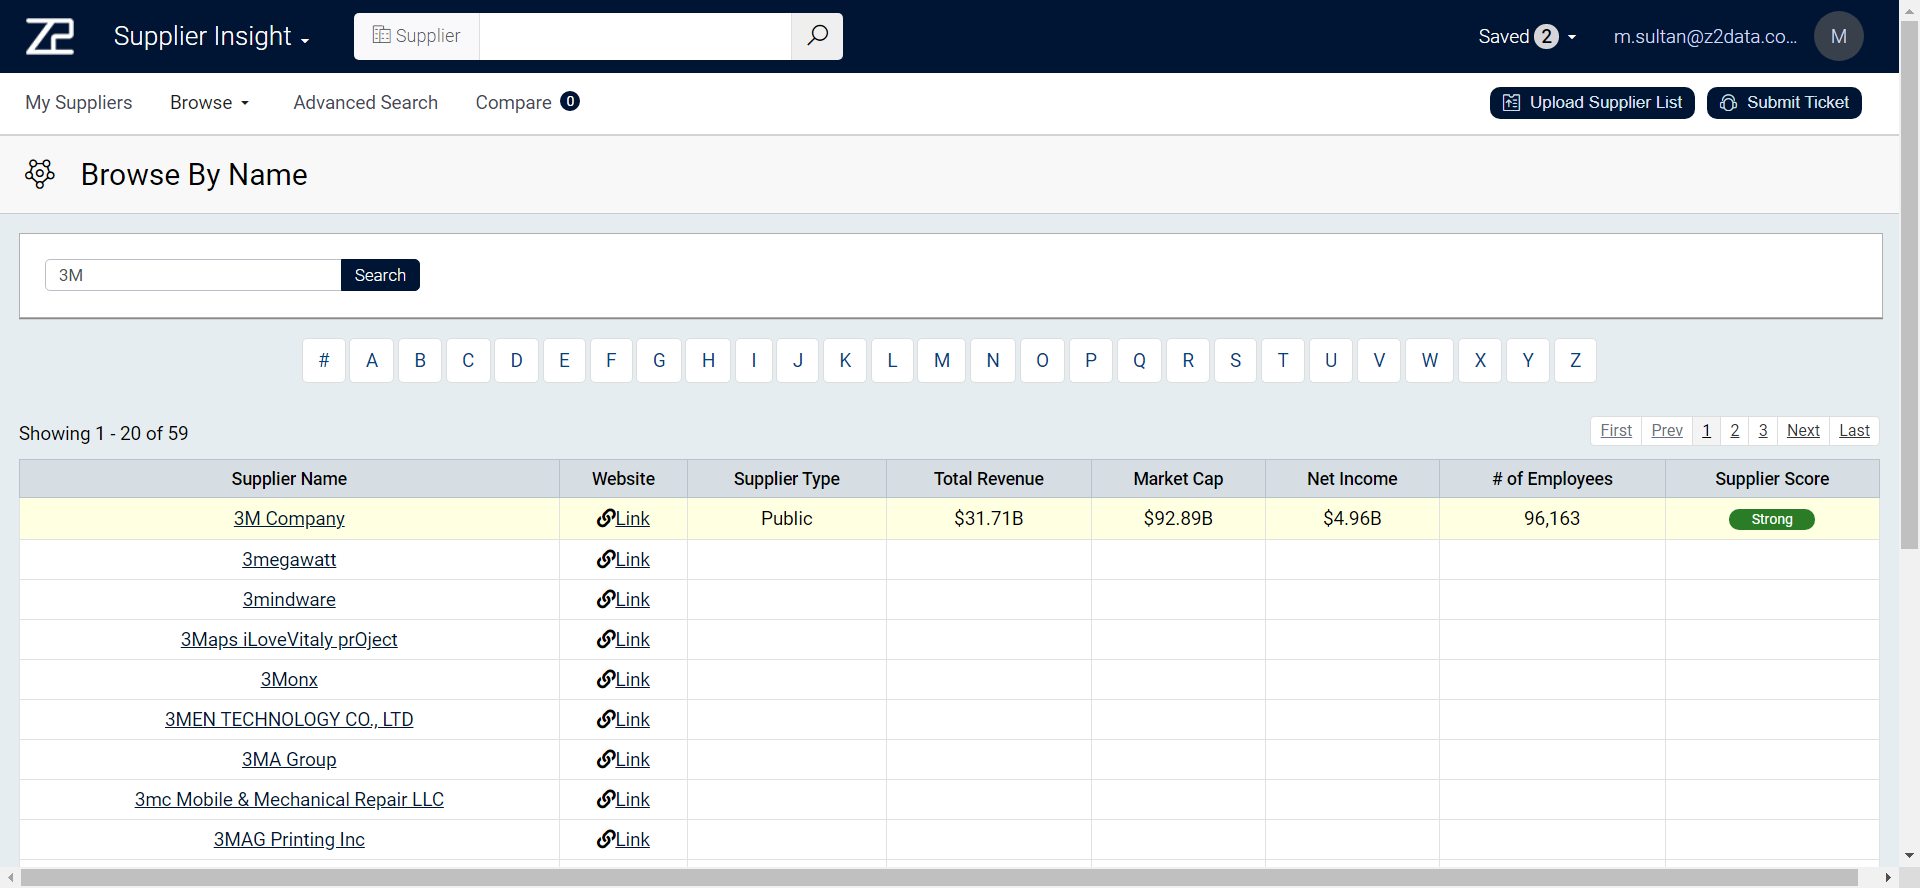 Z2 Supplier Insight Supplier Saved 2 m.sultan@z2data.co... M
My Suppliers Browse Advanced Search Compare 0 Upload Supplier List Submit Ticket
Browse By Name
3M Search
# A B C D E F G H I J K L M N O P Q R S T U V W X Y Z
Showing 1 - 20 of 59 First Prev 1 2 3 Next Last
Supplier Name Website Supplier Type Total Revenue Market Cap Net Income # of Employees Supplier Score
3M Company Link Public $31.71B $92.89B $4.96B 96,163 Strong
3megawatt Link
3mindware Link
3Maps iLoveVitaly prOject Link
3Monx Link
3MEN TECHNOLOGY CO., LTD Link
3MA Group Link
3mc Mobile & Mechanical Repair LLC Link
3MAG Printing Inc Link